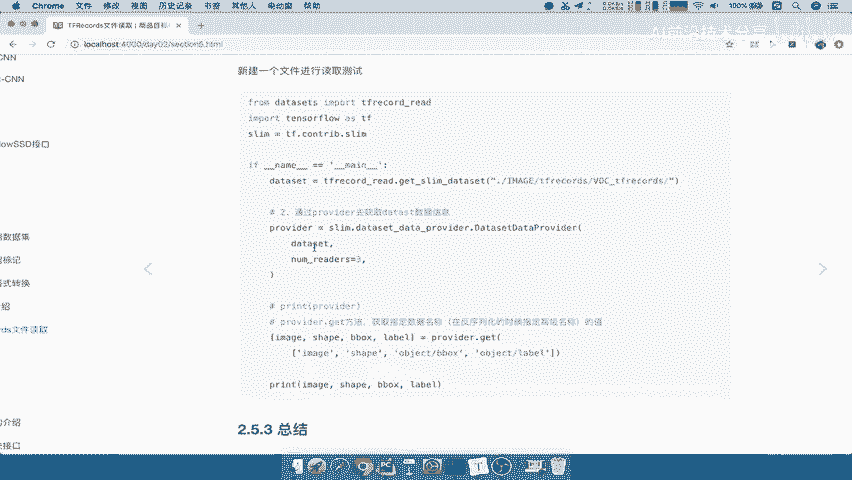 Chrome 文件 修改 视图 历史记录 书签 其他人 电动窗 帮助
100%
TFRecords文件读取 | 商品目标
localhost:4000/day02/section5.html
CNN
-CNN
owSSD接口
数据集
标记
式转换
绍
rds文件读取
的介绍
接口
新建一个文件进行读取测试
from datasets import tfrecord_read
import tensorflow as tf
slim = tf.contrib.slim
if __name__ == '__main__':
dataset = tfrecord_read.get_slim_dataset("./IMAGE/tfrecords/VOC_tfrecords/")
# 2、通过provider去获取datast数据信息
provider = slim.dataset_data_provider.DatasetDataProvider(
dataset,
num_readers=3,
)
# print(provider)
# provider.get方法，获取指定数据名称（在反序列化的时候指定写段名称）的值
[image, shape, bbox, label] = provider.get(
['image', 'shape', 'object/bbox', 'object/label'])
print(image, shape, bbox, label)
2.5.3 总结